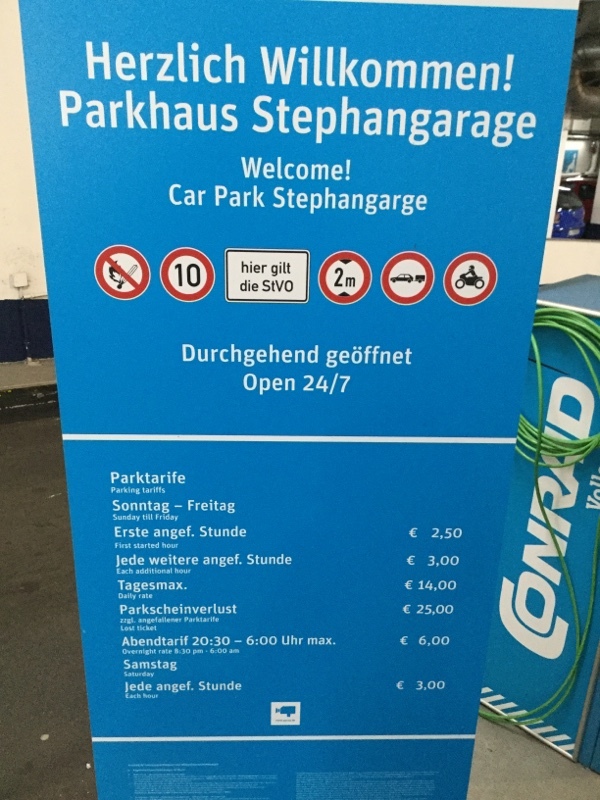 Herzlich Willkommen!
Parkhaus Stephangarage
Welcome!
Car Park Stephangarge
10
hier gilt
die StVO
2m
Durchgehend geöffnet
Open 24/7
Parktarife
Parking tariffs
Sonntag – Freitag
Sunday till Friday
Erste angef. Stunde € 2,50
First started hour
Jede weitere angef. Stunde € 3,00
Each additional hour
Tagesmax. € 14,00
Daily rate
Parkscheinverlust € 25,00
zzgl. angefallener Parktarife
Lost ticket
Abendtarif 20:30 – 6:00 Uhr max. € 6,00
Overnight rate 8:30 pm - 6:00 am
Samstag
Saturday
Jede angef. Stunde € 3,00
Each hour
CONRAD